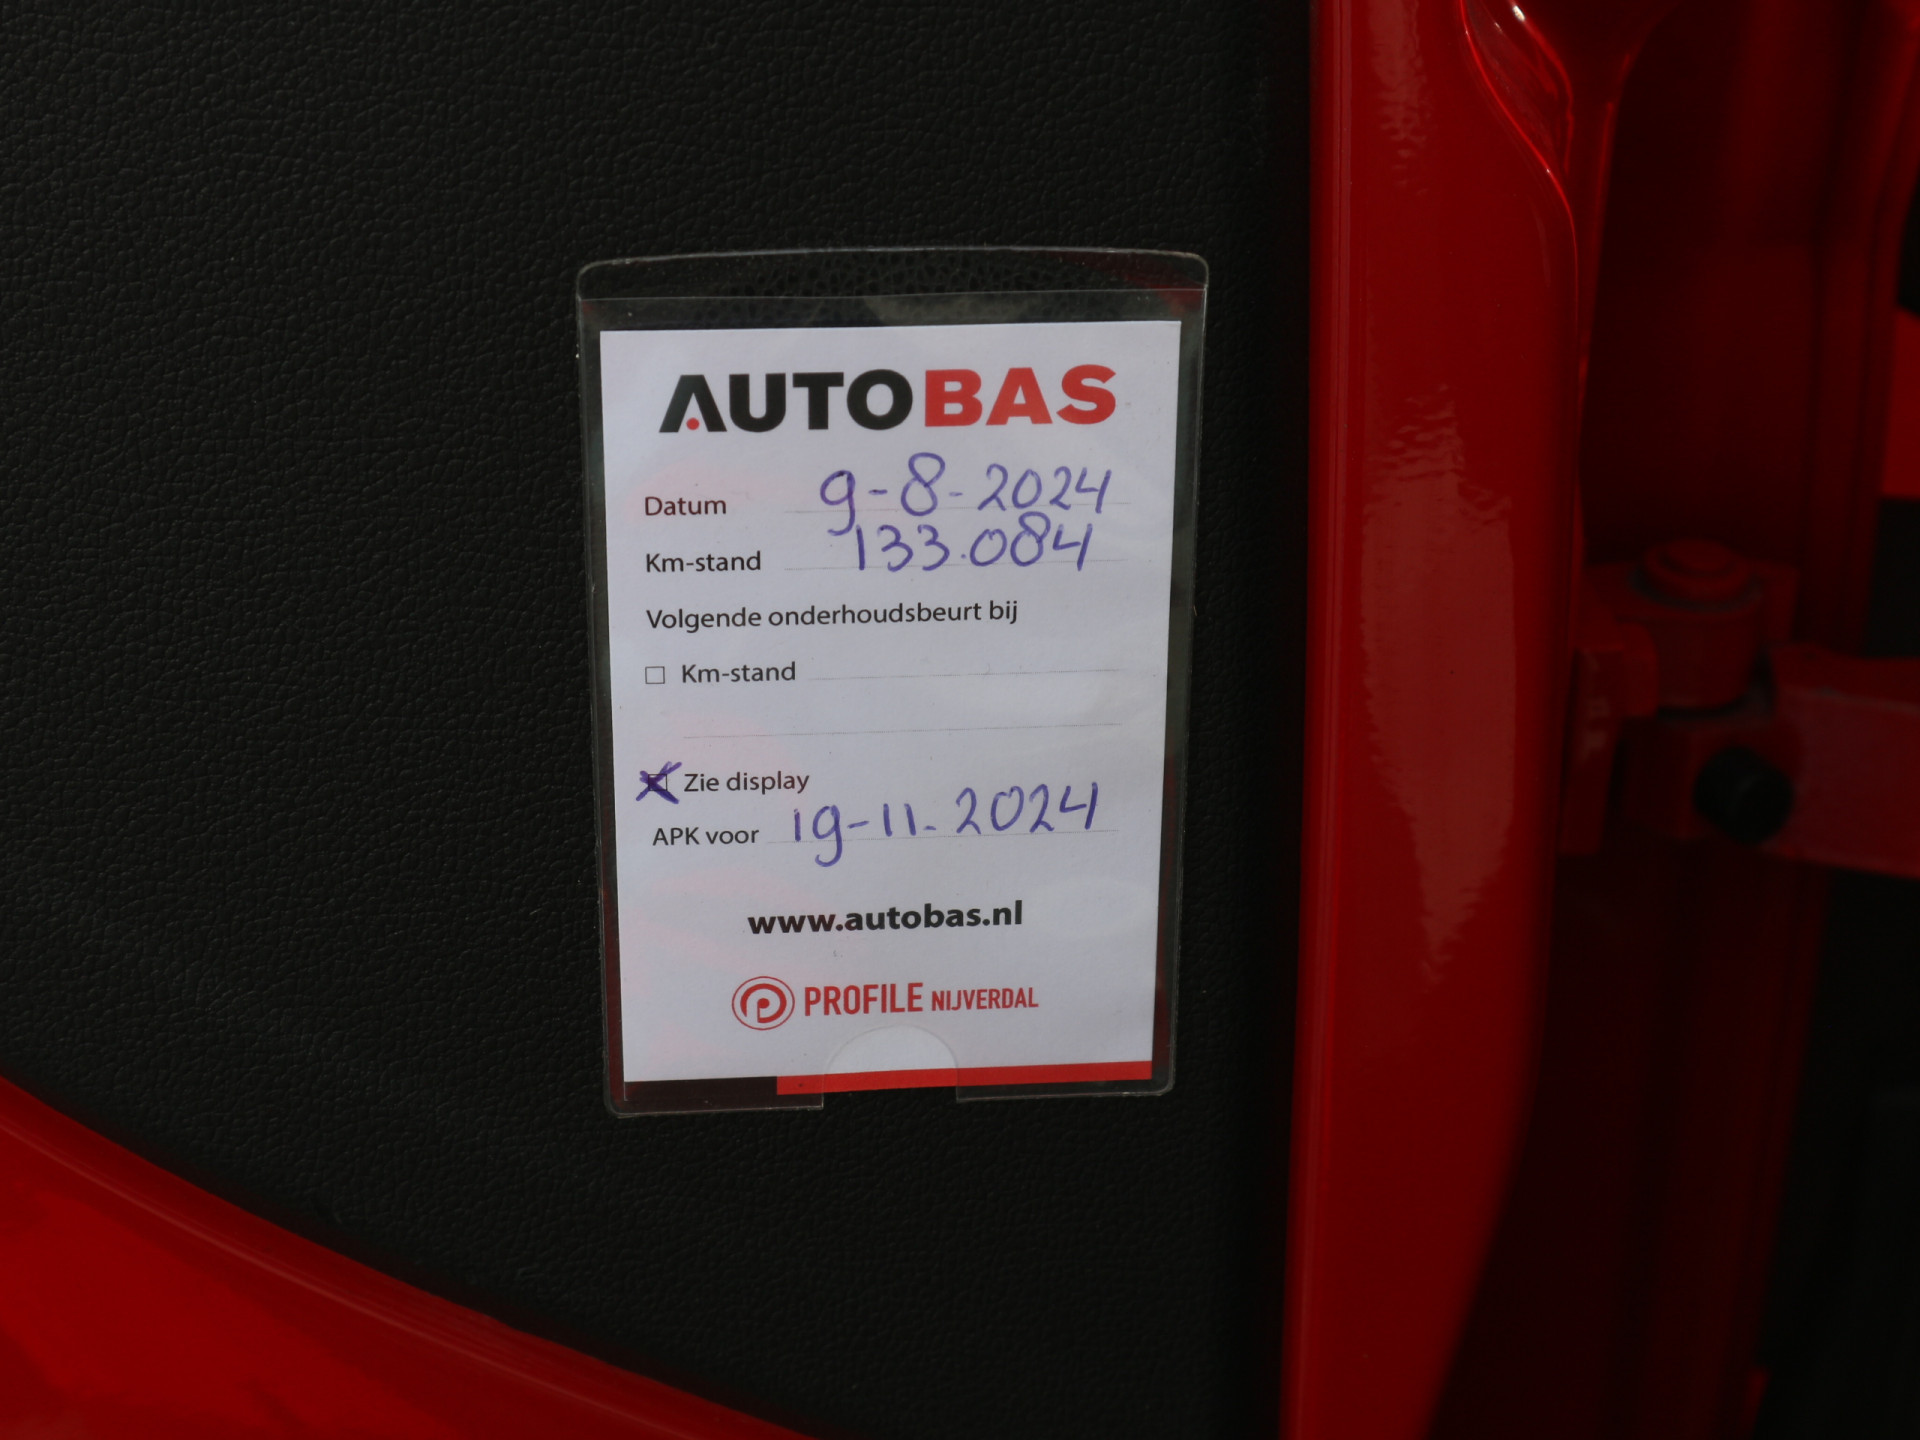 AUTOBAS
Datum 9-8-2024
Km-stand 133.084
Volgende onderhoudsbeurt bij
☐ Km-stand
☒ Zie display
APK voor 19-11-2024
www.autobas.nl
PROFILE NIJVERDAL